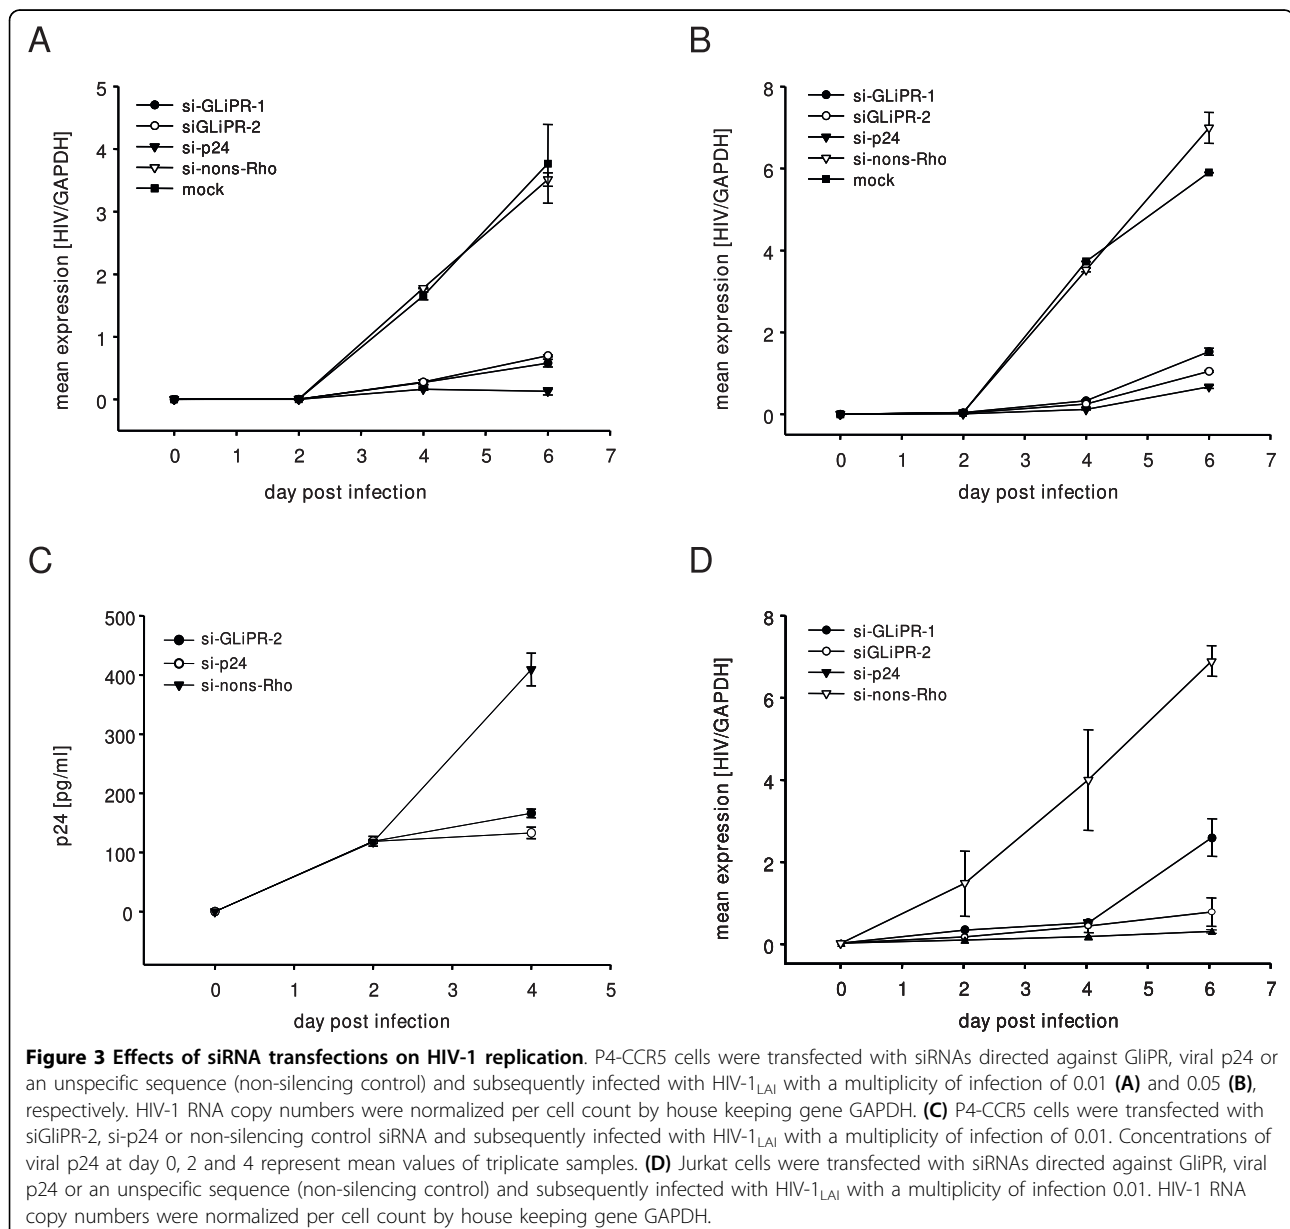 A
5
4
3
2
1
0
mean expression [HIV/GAPDH]
si-GLiPR-1
siGLiPR-2
si-p24
si-nons-Rho
mock
0 1 2 4 5 6 7
day post infection
B
8
6
4
2
0
mean expression [HIV/GAPDH]
si-GLiPR-1
siGLiPR-2
si-p24
si-nons-Rho
mock
0 1 2 4 5 6 7
day post infection
C
500
400
300
200
100
0
p24 [pg/ml]
si-GLiPR-2
si-p24
si-nons-Rho
0 1 2 3 4 5
day post infection
D
8
6
4
2
0
mean expression [HIV/GAPDH]
si-GLiPR-1
siGLiPR-2
si-p24
si-nons-Rho
0 1 2 4 5 6 7
day post infection
Figure 3 Effects of siRNA transfections on HIV-1 replication. P4-CCR5 cells were transfected with siRNAs directed against GliPR, viral p24 or
an unspecific sequence (non-silencing control) and subsequently infected with HIV-1LAI with a multiplicity of infection of 0.01 (A) and 0.05 (B),
respectively. HIV-1 RNA copy numbers were normalized per cell count by house keeping gene GAPDH. (C) P4-CCR5 cells were transfected with
siGliPR-2, si-p24 or non-silencing control siRNA and subsequently infected with HIV-1LAI with a multiplicity of infection of 0.01. Concentrations of
viral p24 at day 0, 2 and 4 represent mean values of triplicate samples. (D) Jurkat cells were transfected with siRNAs directed against GliPR, viral
p24 or an unspecific sequence (non-silencing control) and subsequently infected with HIV-1LAI with a multiplicity of infection 0.01. HIV-1 RNA
copy numbers were normalized per cell count by house keeping gene GAPDH.